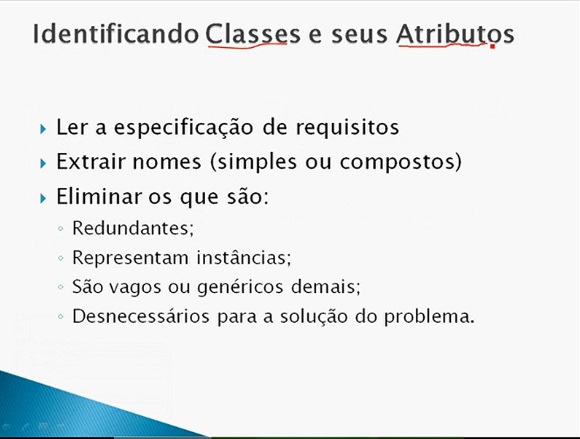 Identificando Classes e seus Atributos
Ler a especificação de requisitos
Extrair nomes (simples ou compostos)
Eliminar os que são:
Redundantes;
Representam instâncias;
São vagos ou genéricos demais;
Desnecessários para a solução do problema.